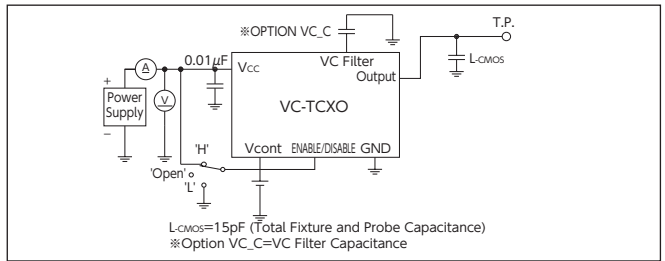 ※OPTION VC_C
T.P.
0.01μF
VCC
VC Filter
Output
L-CMOS
A
V
+
Power
Supply
−
VC-TCXO
'H'
'Open'
'L'
Vcont
ENABLE/DISABLE
GND
L-CMOS=15pF (Total Fixture and Probe Capacitance)
※Option VC_C=VC Filter Capacitance